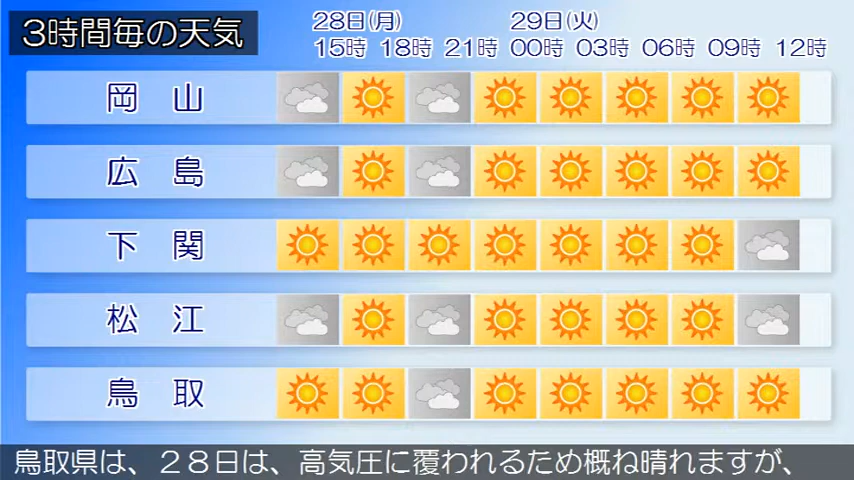 3時間毎の天気
28日(月) 29日(火)
15時 18時 21時 00時 03時 06時 09時 12時
岡山
広島
下関
松江
鳥取
鳥取県は、２８日は、高気圧に覆われるため概ね晴れますが、